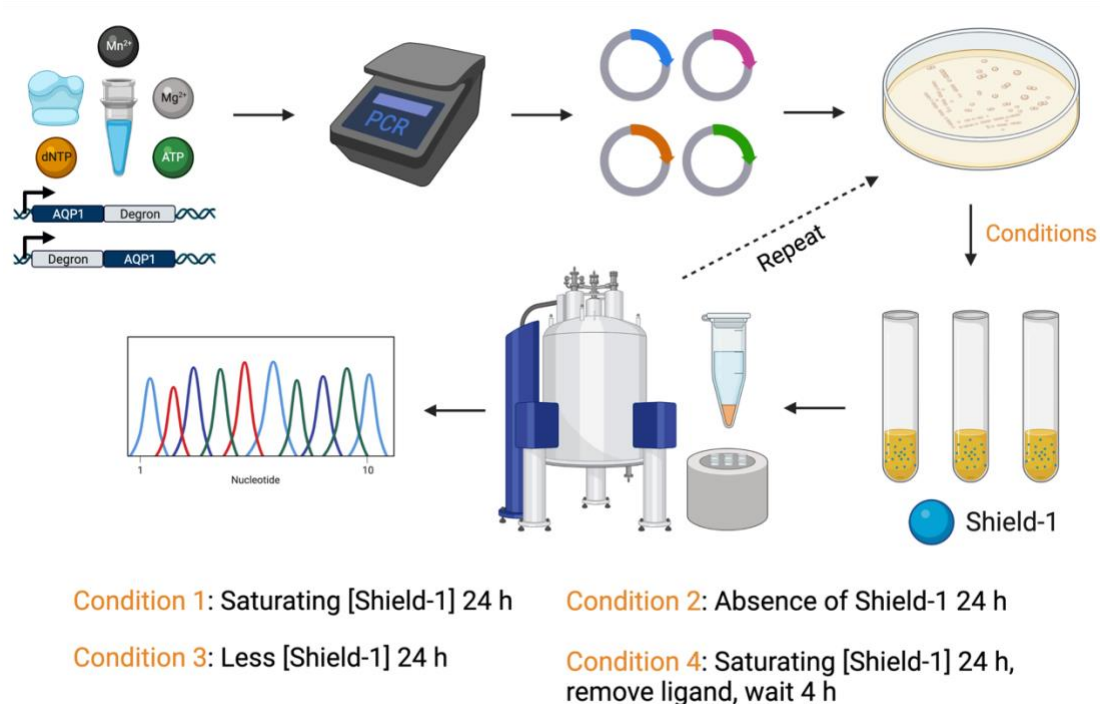 Mn²⁺
Mg²⁺
dNTP
ATP
PCR
AQP1 Degron
Degron AQP1
Conditions
Repeat
1
10
Nucleotide
Shield-1
Condition 1: Saturating [Shield-1] 24 h
Condition 2: Absence of Shield-1 24 h
Condition 3: Less [Shield-1] 24 h
Condition 4: Saturating [Shield-1] 24 h,
remove ligand, wait 4 h